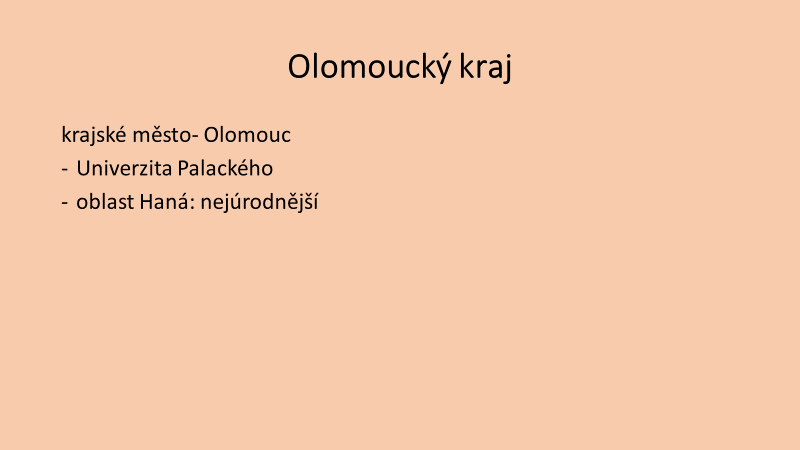 Olomoucký kraj
krajské město- Olomouc
- Univerzita Palackého
- oblast Haná: nejúrodnější